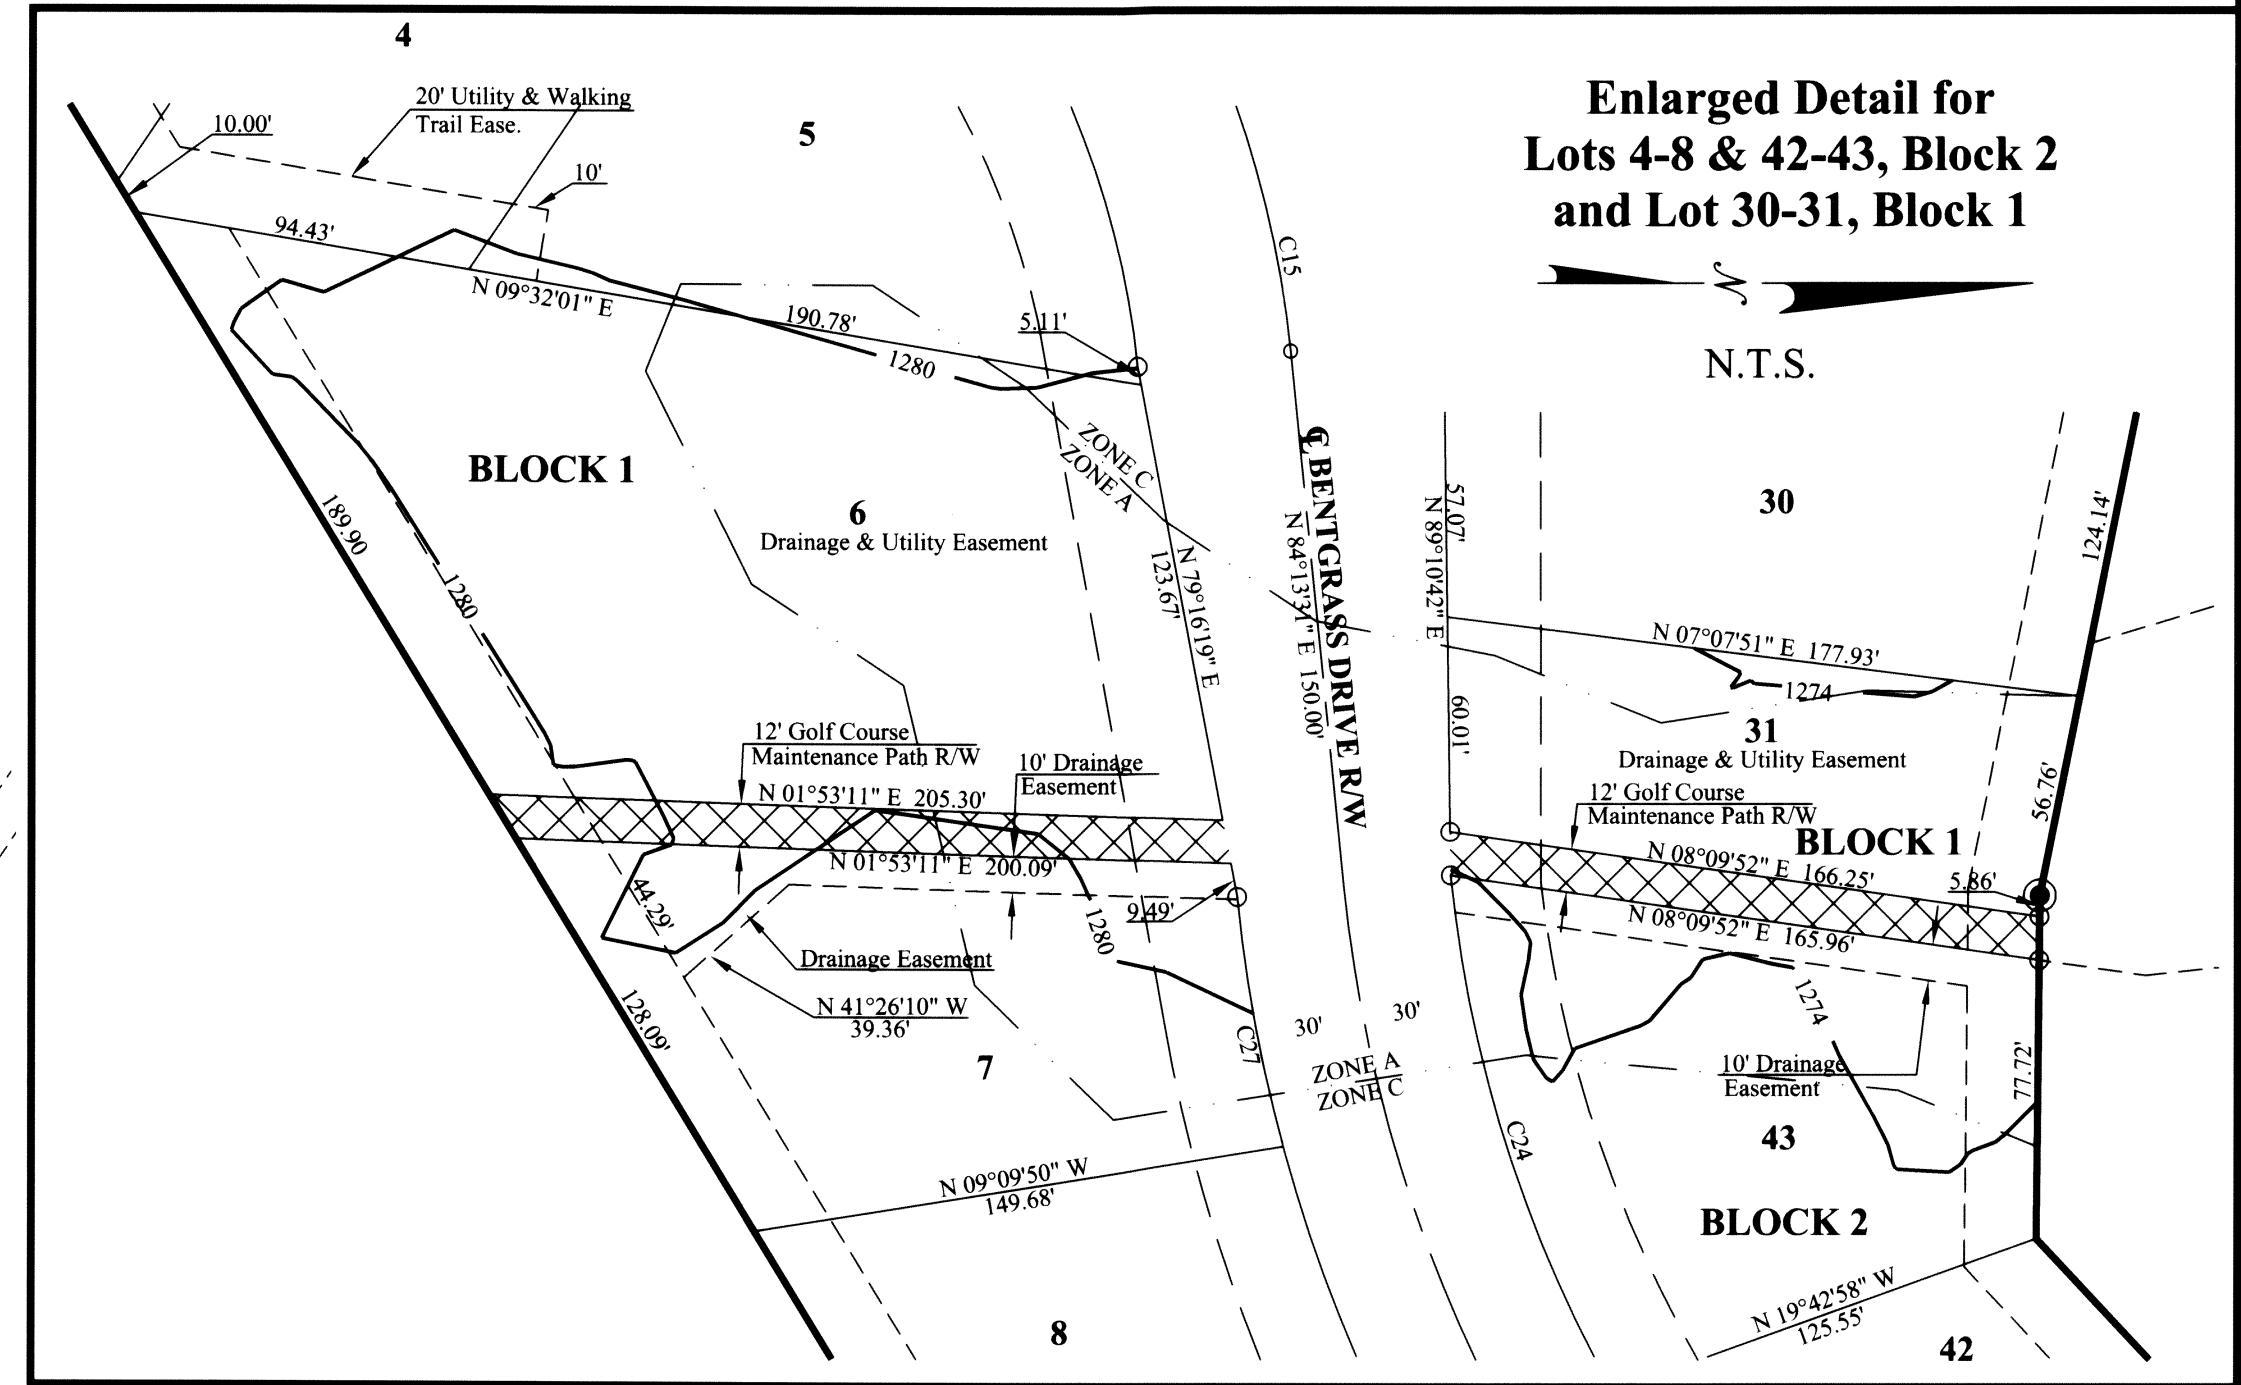 4
20' Utility & Walking
Trail Ease.
10.00'
10'
5
Enlarged Detail for
Lots 4-8 & 42-43, Block 2
and Lot 30-31, Block 1
N
N.T.S.
94.43'
N 09°32'01" E
190.78'
5.11'
1280
C15
ZONE C
ZONE A
BLOCK 1
6
Drainage & Utility Easement
189.90
1280
N 79°16'19" E
123.67'
℄ BENTGRASS DRIVE R/W
N 84°13'31" E 150.00'
57.07'
N 89°10'42" E
30
124.14'
N 07°07'51" E 177.93'
1274
60.01'
31
Drainage & Utility Easement
12' Golf Course
Maintenance Path R/W
BLOCK 1
56.76'
12' Golf Course
Maintenance Path R/W
10' Drainage
Easement
N 01°53'11" E 205.30'
N 01°53'11" E 200.09'
N 08°09'52" E 166.25'
5.86'
N 08°09'52" E 165.96'
44.29'
9.49'
1280
Drainage Easement
N 41°26'10" W
39.36'
128.09'
7
C27
30'
30'
ZONE A
ZONE C
1274
10' Drainage
Easement
77.72'
43
C24
BLOCK 2
N 09°09'50" W
149.68'
N 19°42'58" W
125.55'
8
42